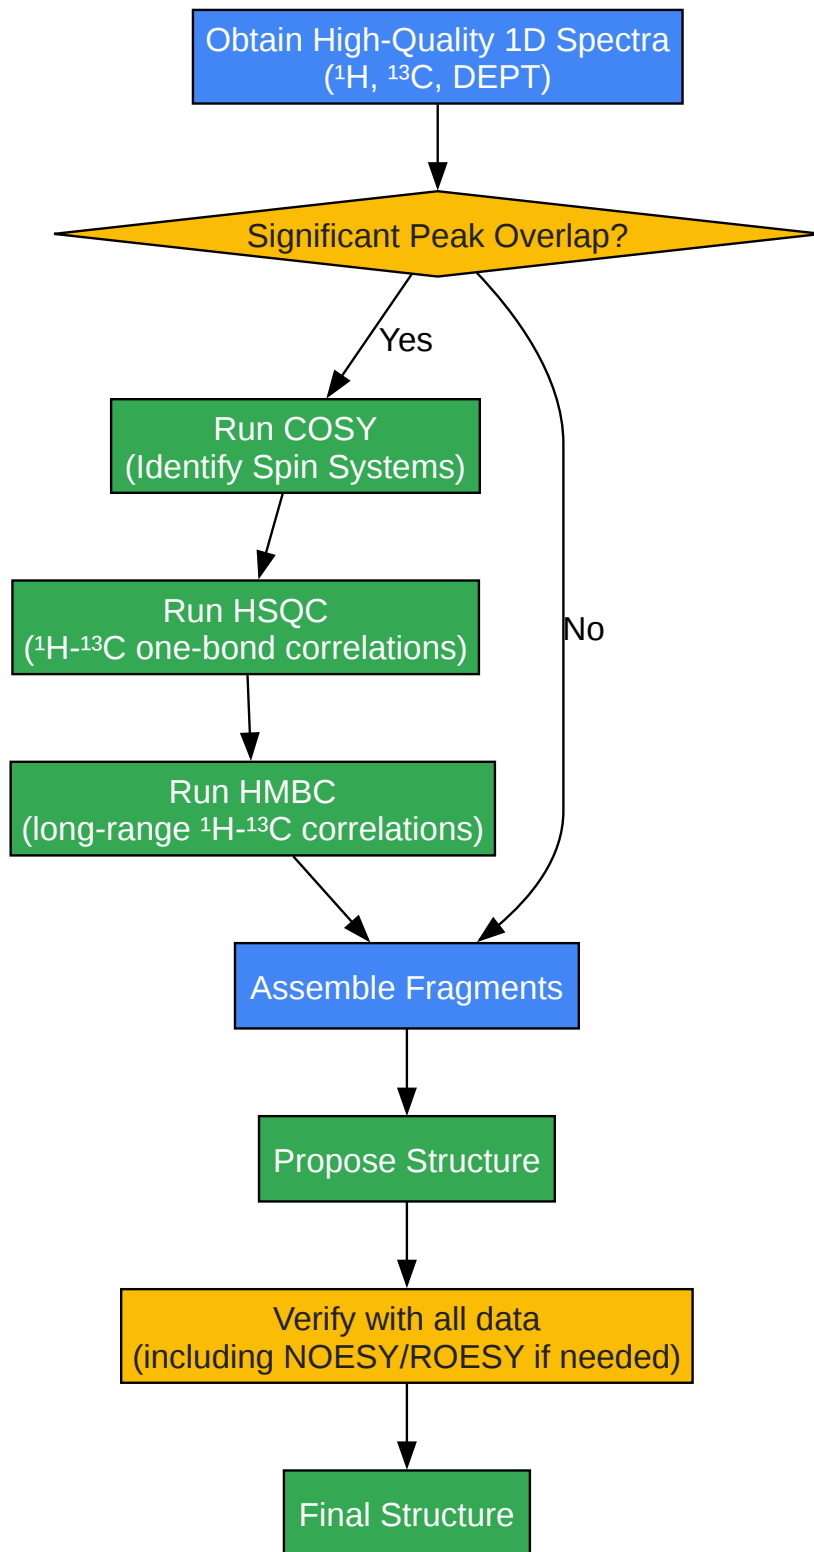 Obtain High-Quality 1D Spectra
(¹H, ¹³C, DEPT)
Significant Peak Overlap?
Yes
Run COSY
(Identify Spin Systems)
Run HSQC
(¹H-¹³C one-bond correlations)
No
Run HMBC
(long-range ¹H-¹³C correlations)
Assemble Fragments
Propose Structure
Verify with all data
(including NOESY/ROESY if needed)
Final Structure